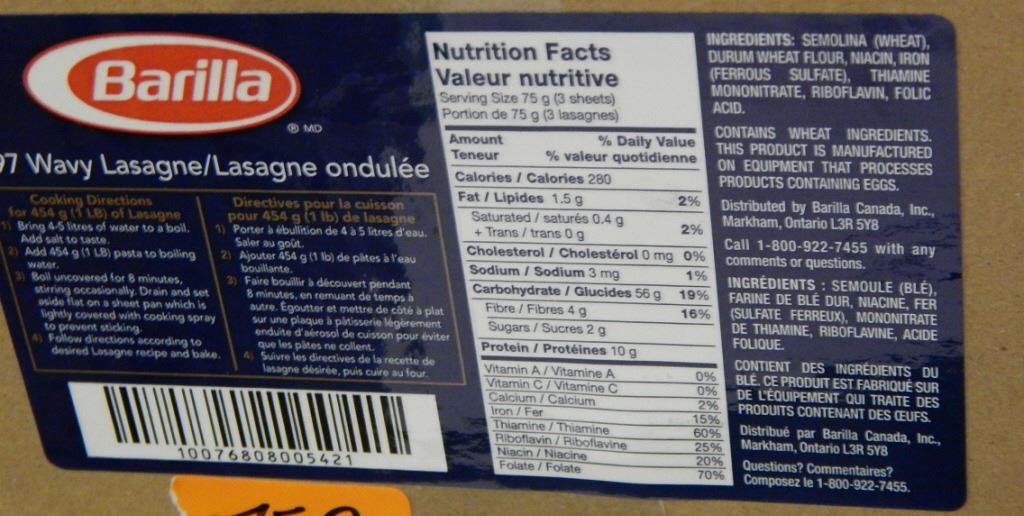 Barilla
® MD
97 Wavy Lasagne/Lasagne ondulée
Cooking Directions
for 454 g (1 LB) of Lasagne
1) Bring 4-5 litres of water to a boil.
Add salt to taste.
2) Add 454 g (1 LB) pasta to boiling
water.
3) Boil uncovered for 8 minutes,
stirring occasionally. Drain and set
aside flat on a sheet pan which is
lightly covered with cooking spray
to prevent sticking.
4) Follow directions according to
desired Lasagne recipe and bake.
Directives pour la cuisson
pour 454 g (1 lb) de lasagne
1) Porter à ébullition de 4 à 5 litres d'eau.
Saler au goût.
2) Ajouter 454 g (1 lb) de pâtes à l'eau
bouillante.
3) Faire bouillir à découvert pendant
8 minutes, en remuant de temps à
autre. Égoutter et mettre de côté à plat
sur une plaque à pâtisserie légèrement
enduite d'aérosol de cuisson pour éviter
que les pâtes ne collent.
4) Suivre les directives de la recette de
lasagne désirée, puis cuire au four.
10076808005421
Nutrition Facts
Valeur nutritive
Serving Size 75 g (3 sheets)
Portion de 75 g (3 lasagnes)
Amount % Daily Value
Teneur % valeur quotidienne
Calories / Calories 280
Fat / Lipides 1.5 g 2%
Saturated / saturés 0.4 g
+ Trans / trans 0 g 2%
Cholesterol / Cholestérol 0 mg 0%
Sodium / Sodium 3 mg 1%
Carbohydrate / Glucides 56 g 19%
Fibre / Fibres 4 g 16%
Sugars / Sucres 2 g
Protein / Protéines 10 g
Vitamin A / Vitamine A 0%
Vitamin C / Vitamine C 0%
Calcium / Calcium 2%
Iron / Fer 15%
Thiamine / Thiamine 60%
Riboflavin / Riboflavine 25%
Niacin / Niacine 20%
Folate / Folate 70%
INGREDIENTS: SEMOLINA (WHEAT),
DURUM WHEAT FLOUR, NIACIN, IRON
(FERROUS SULFATE), THIAMINE
MONONITRATE, RIBOFLAVIN, FOLIC
ACID.
CONTAINS WHEAT INGREDIENTS.
THIS PRODUCT IS MANUFACTURED
ON EQUIPMENT THAT PROCESSES
PRODUCTS CONTAINING EGGS.
Distributed by Barilla Canada, Inc.,
Markham, Ontario L3R 5Y8
Call 1-800-922-7455 with any
comments or questions.
INGRÉDIENTS : SEMOULE (BLÉ),
FARINE DE BLÉ DUR, NIACINE, FER
(SULFATE FERREUX), MONONITRATE
DE THIAMINE, RIBOFLAVINE, ACIDE
FOLIQUE.
CONTIENT DES INGRÉDIENTS DU
BLÉ. CE PRODUIT EST FABRIQUÉ SUR
DE L'ÉQUIPEMENT QUI TRAITE DES
PRODUITS CONTENANT DES ŒUFS.
Distribué par Barilla Canada, Inc.,
Markham, Ontario L3R 5Y8
Questions? Commentaires?
Composez le 1-800-922-7455.